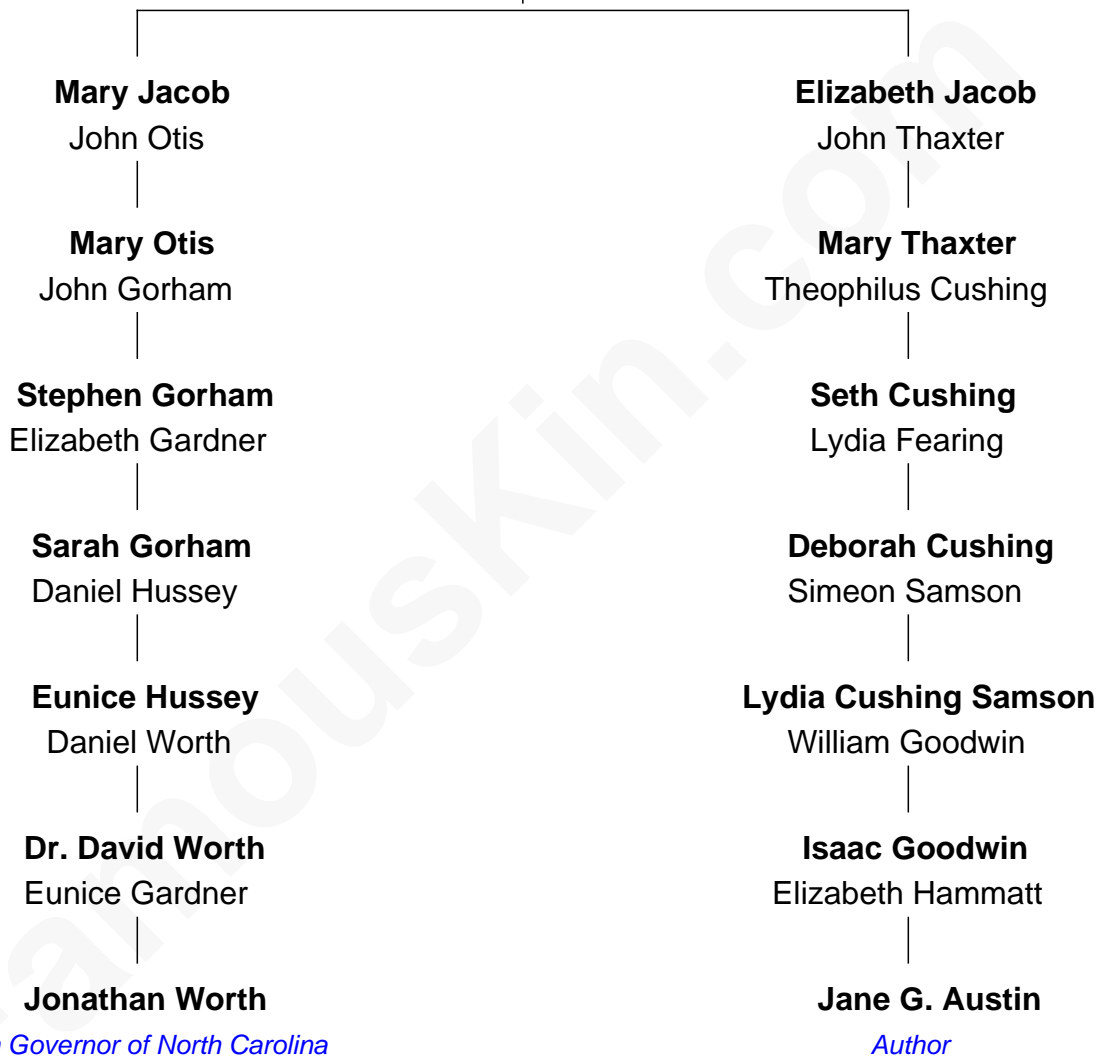 Mary Jacob
John Otis
Elizabeth Jacob
John Thaxter
Mary Otis
John Gorham
Mary Thaxter
Theophilus Cushing
Stephen Gorham
Elizabeth Gardner
Seth Cushing
Lydia Fearing
Sarah Gorham
Daniel Hussey
Deborah Cushing
Simeon Samson
Eunice Hussey
Daniel Worth
Lydia Cushing Samson
William Goodwin
Dr. David Worth
Eunice Gardner
Isaac Goodwin
Elizabeth Hammatt
Jonathan Worth
Governor of North Carolina
Jane G. Austin
Author
amouskin.com